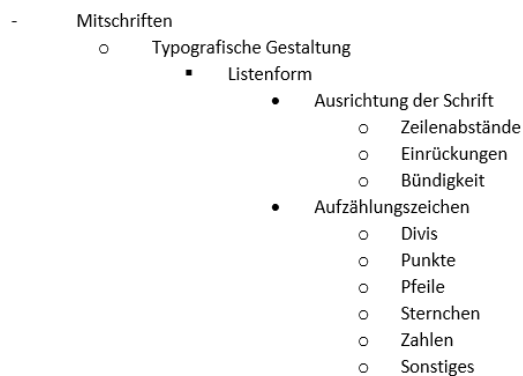 - Mitschriften
o Typografische Gestaltung
▪ Listenform
• Ausrichtung der Schrift
o Zeilenabstände
o Einrückungen
o Bündigkeit
• Aufzählungszeichen
o Divis
o Punkte
o Pfeile
o Sternchen
o Zahlen
o Sonstiges